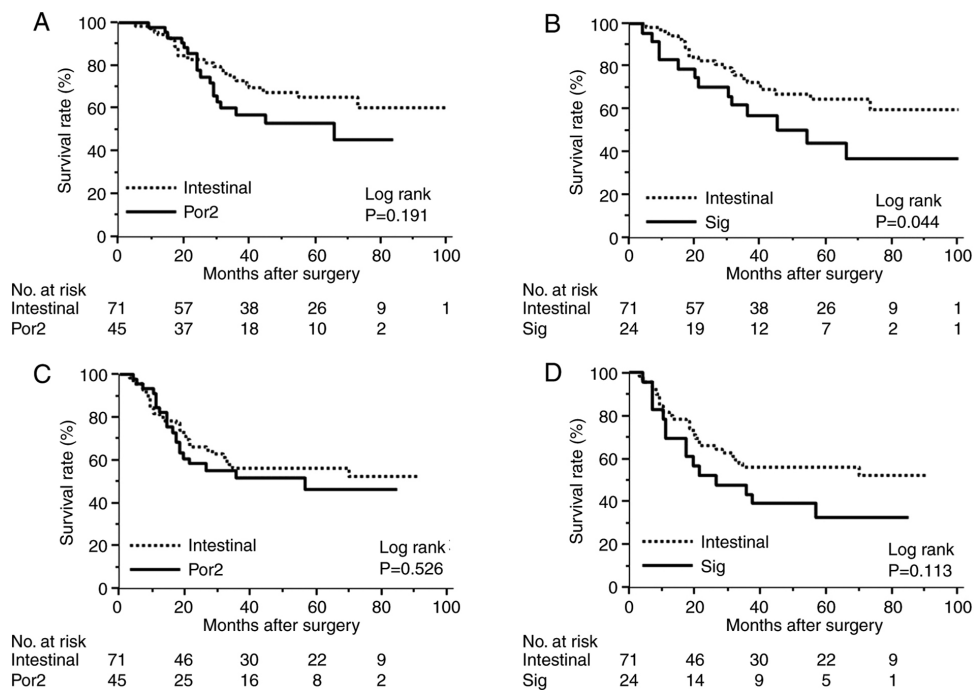 A
100
80
60
40
20
0
Survival rate (%)
Intestinal
Por2
Log rank
P=0.191
0 20 40 60 80 100
Months after surgery
No. at risk
Intestinal 71 57 38 26 9 1
Por2 45 37 18 10 2
B
100
80
60
40
20
0
Survival rate (%)
Intestinal
Sig
Log rank
P=0.044
0 20 40 60 80 100
Months after surgery
No. at risk
Intestinal 71 57 38 26 9 1
Sig 24 19 12 7 2 1
C
100
80
60
40
20
0
Survival rate (%)
Intestinal
Por2
Log rank
P=0.526
0 20 40 60 80 100
Months after surgery
No. at risk
Intestinal 71 46 30 22 9
Por2 45 25 16 8 2
D
100
80
60
40
20
0
Survival rate (%)
Intestinal
Sig
Log rank
P=0.113
0 20 40 60 80 100
Months after surgery
No. at risk
Intestinal 71 46 30 22 9
Sig 24 14 9 5 1